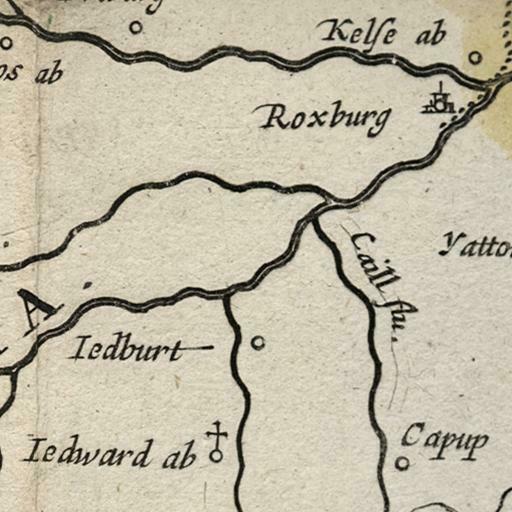 Kelſe ab
os ab
Roxburg
Caill flu.
Yatto
A
Iedburt
Capup
Iedward ab